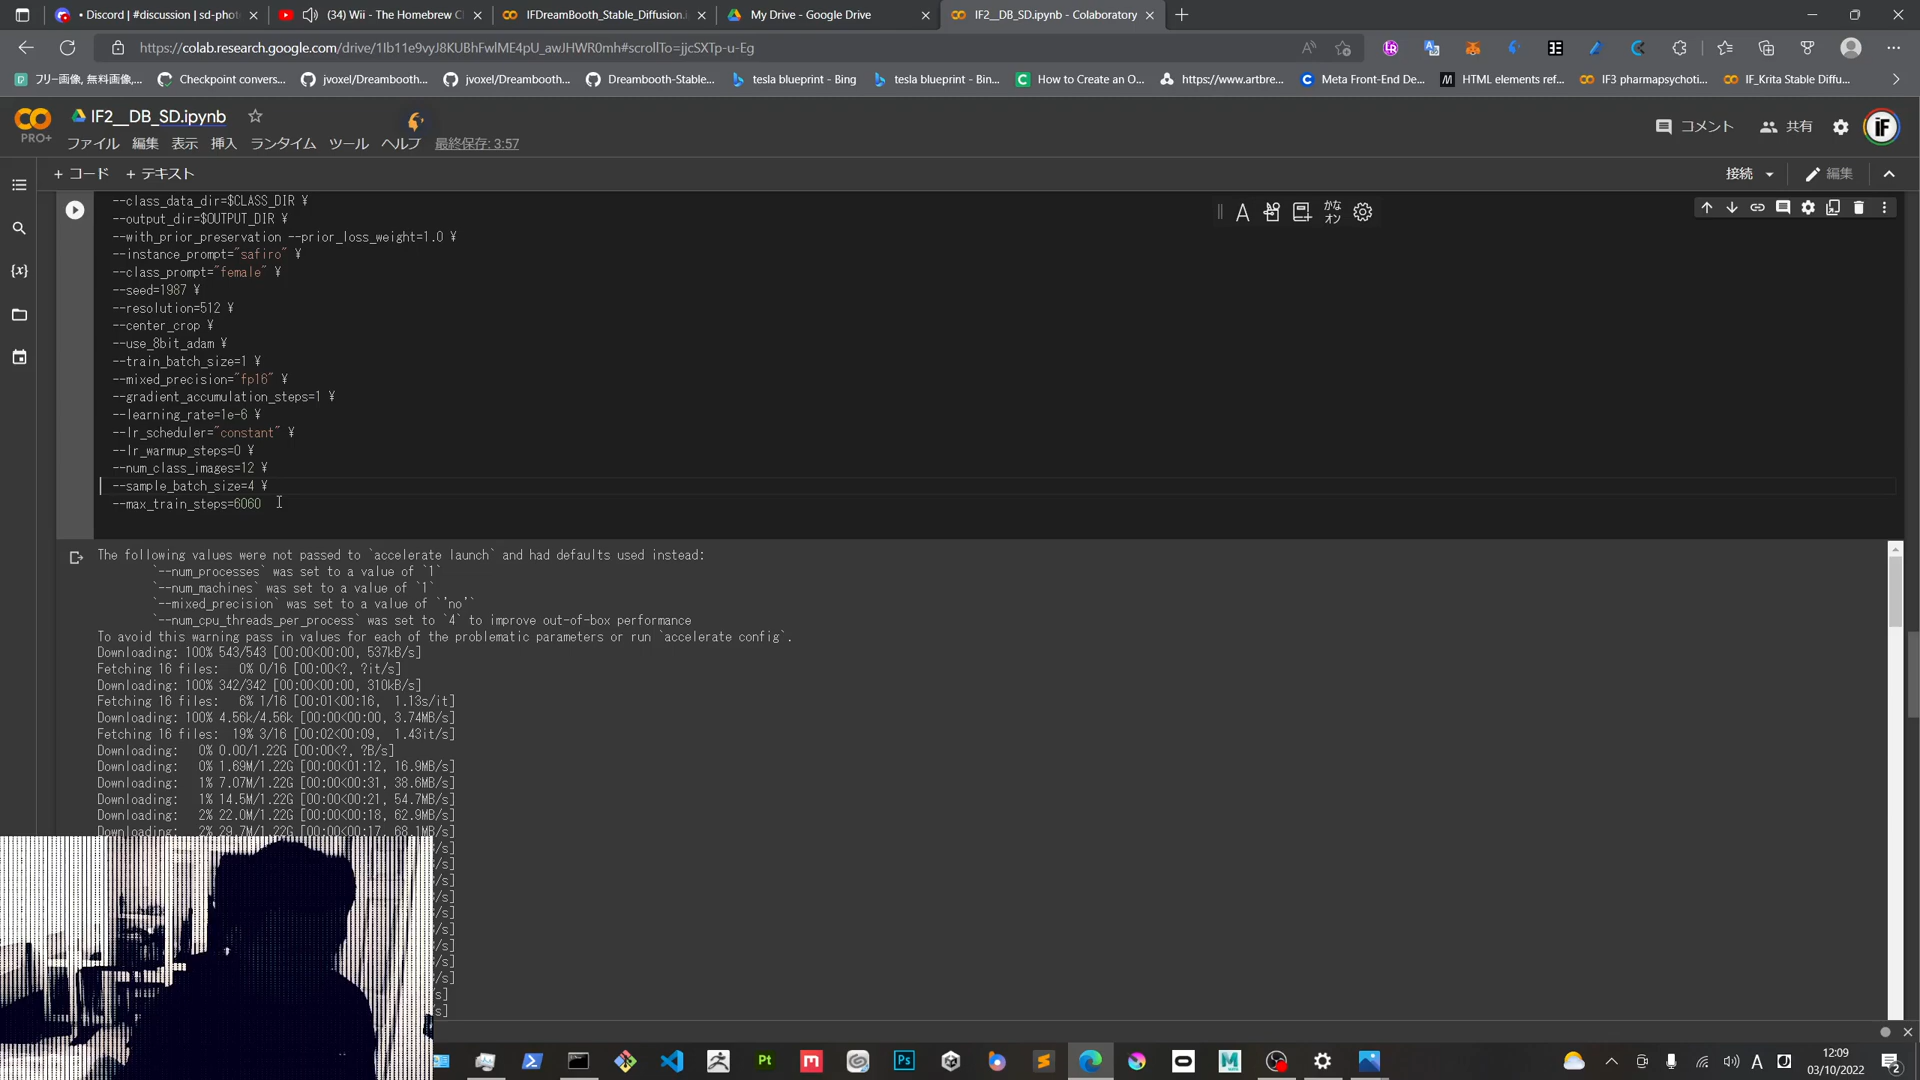 • Discord | #discussion | sd-phot
(34) Wii - The Homebrew C
IFDreamBooth_Stable_Diffusion.i
My Drive - Google Drive
IF2__DB_SD.ipynb - Colaboratory
フリー画像, 無料画像,...
Checkpoint convers...
jvoxel/Dreambooth...
jvoxel/Dreambooth...
Dreambooth-Stable...
tesla blueprint - Bing
tesla blueprint - Bin...
How to Create an O...
https://www.artbre...
Meta Front-End De...
HTML elements ref...
IF3 pharmapsychoti...
IF_Krita Stable Diffu...
IF2__DB_SD.ipynb
PRO+
ファイル 編集 表示 挿入 ランタイム ツール ヘルプ 最終保存: 3:57
コメント 共有
+ コード + テキスト
接続 編集
--class_data_dir=$CLASS_DIR ¥
--output_dir=$OUTPUT_DIR ¥
--with_prior_preservation --prior_loss_weight=1.0 ¥
--instance_prompt="safiro" ¥
--class_prompt="female" ¥
--seed=1987 ¥
--resolution=512 ¥
--center_crop ¥
--use_8bit_adam ¥
--train_batch_size=1 ¥
--mixed_precision="fp16" ¥
--gradient_accumulation_steps=1 ¥
--learning_rate=1e-6 ¥
--lr_scheduler="constant" ¥
--lr_warmup_steps=0 ¥
--num_class_images=12 ¥
--sample_batch_size=4 ¥
--max_train_steps=6060
The following values were not passed to `accelerate launch` and had defaults used instead:
`--num_processes` was set to a value of `1`
`--num_machines` was set to a value of `1`
`--mixed_precision` was set to a value of `'no'`
`--num_cpu_threads_per_process` was set to `4` to improve out-of-box performance
To avoid this warning pass in values for each of the problematic parameters or run `accelerate config`.
Downloading: 100% 543/543 [00:00<00:00, 537kB/s]
Fetching 16 files: 0% 0/16 [00:00<?, ?it/s]
Downloading: 100% 342/342 [00:00<00:00, 310kB/s]
Fetching 16 files: 6% 1/16 [00:01<00:16, 1.13s/it]
Downloading: 100% 4.56k/4.56k [00:00<00:00, 3.74MB/s]
Fetching 16 files: 19% 3/16 [00:02<00:09, 1.43it/s]
Downloading: 0% 0.00/1.22G [00:00<?, ?B/s]
Downloading: 0% 1.69M/1.22G [00:00<01:12, 16.9MB/s]
Downloading: 1% 7.07M/1.22G [00:00<00:31, 38.6MB/s]
Downloading: 1% 14.5M/1.22G [00:00<00:21, 54.7MB/s]
Downloading: 2% 22.0M/1.22G [00:00<00:18, 62.9MB/s]
Downloading: 2% 29.7M/1.22G [00:00<00:17, 68.1MB/s]
12:09
03/10/2022